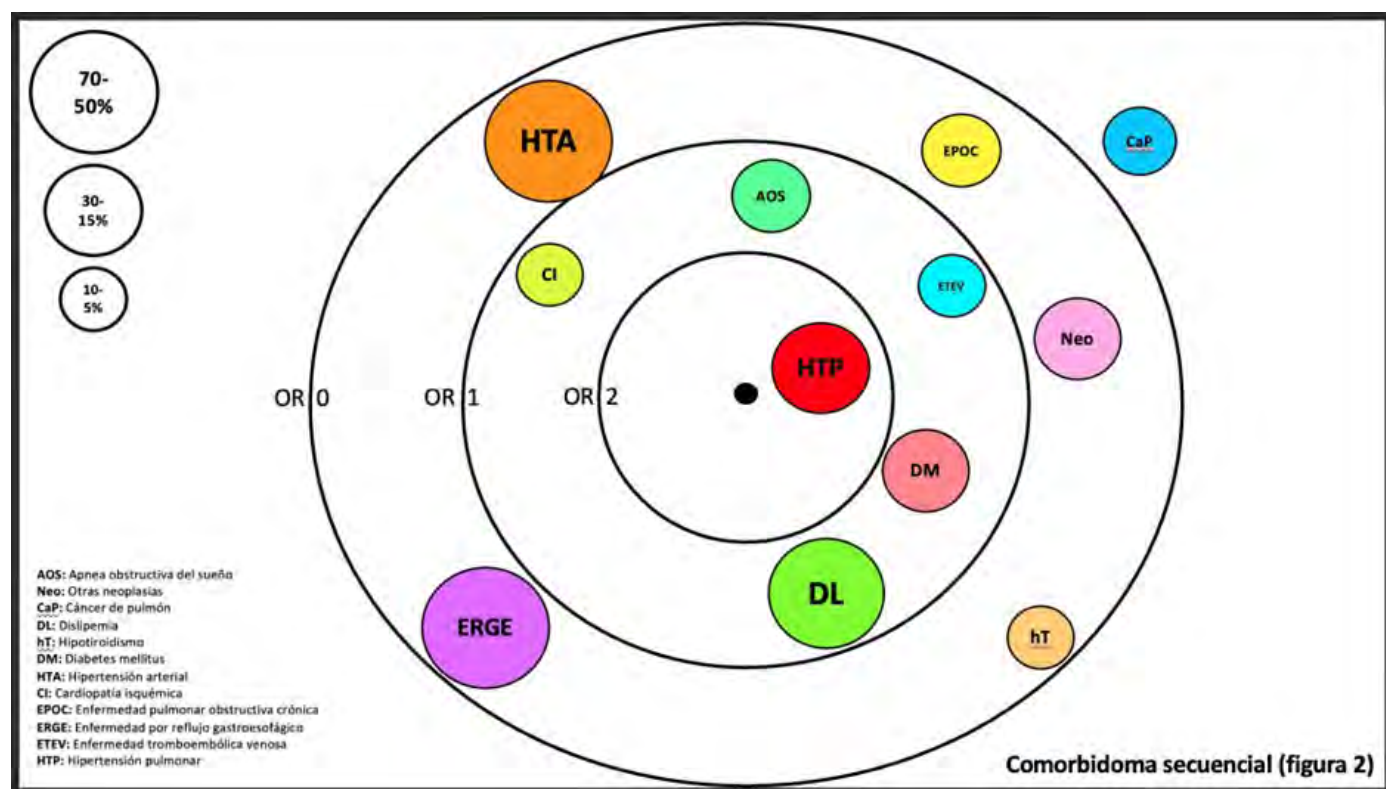 70-
50%
30-
15%
10-
5%
HTA
EPOC
CaP
AOS
CI
ETEV
Neo
HTP
OR 0
OR 1
OR 2
DM
DL
ERGE
hT
AOS: Apnea obstructiva del sueño
Neo: Otras neoplasias
CaP: Cáncer de pulmón
DL: Dislipemia
hT: Hipotiroidismo
DM: Diabetes mellitus
HTA: Hipertensión arterial
CI: Cardiopatía isquémica
EPOC: Enfermedad pulmonar obstructiva crónica
ERGE: Enfermedad por reflujo gastroesofágico
ETEV: Enfermedad tromboembólica venosa
HTP: Hipertensión pulmonar
Comorbidoma secuencial (figura 2)